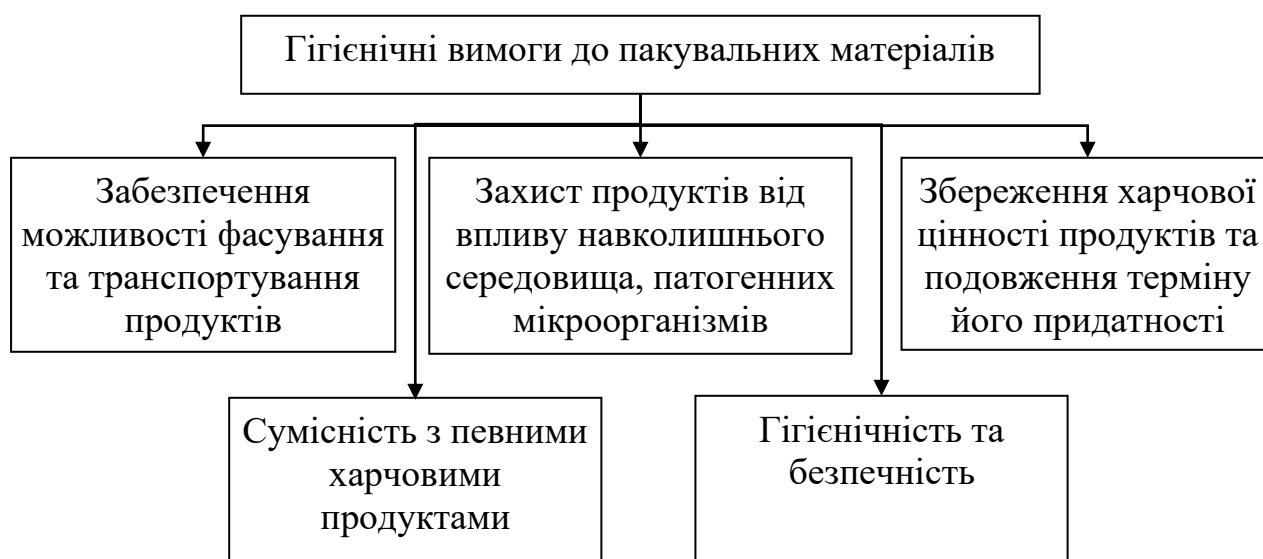 Гігієнічні вимоги до пакувальних матеріалів
Забезпечення
можливості фасування
та транспортування
продуктів
Захист продуктів від
впливу навколишнього
середовища, патогенних
мікроорганізмів
Збереження харчової
цінності продуктів та
подовження терміну
його придатності
Сумісність з певними
харчовими
продуктами
Гігієнічність та
безпечність